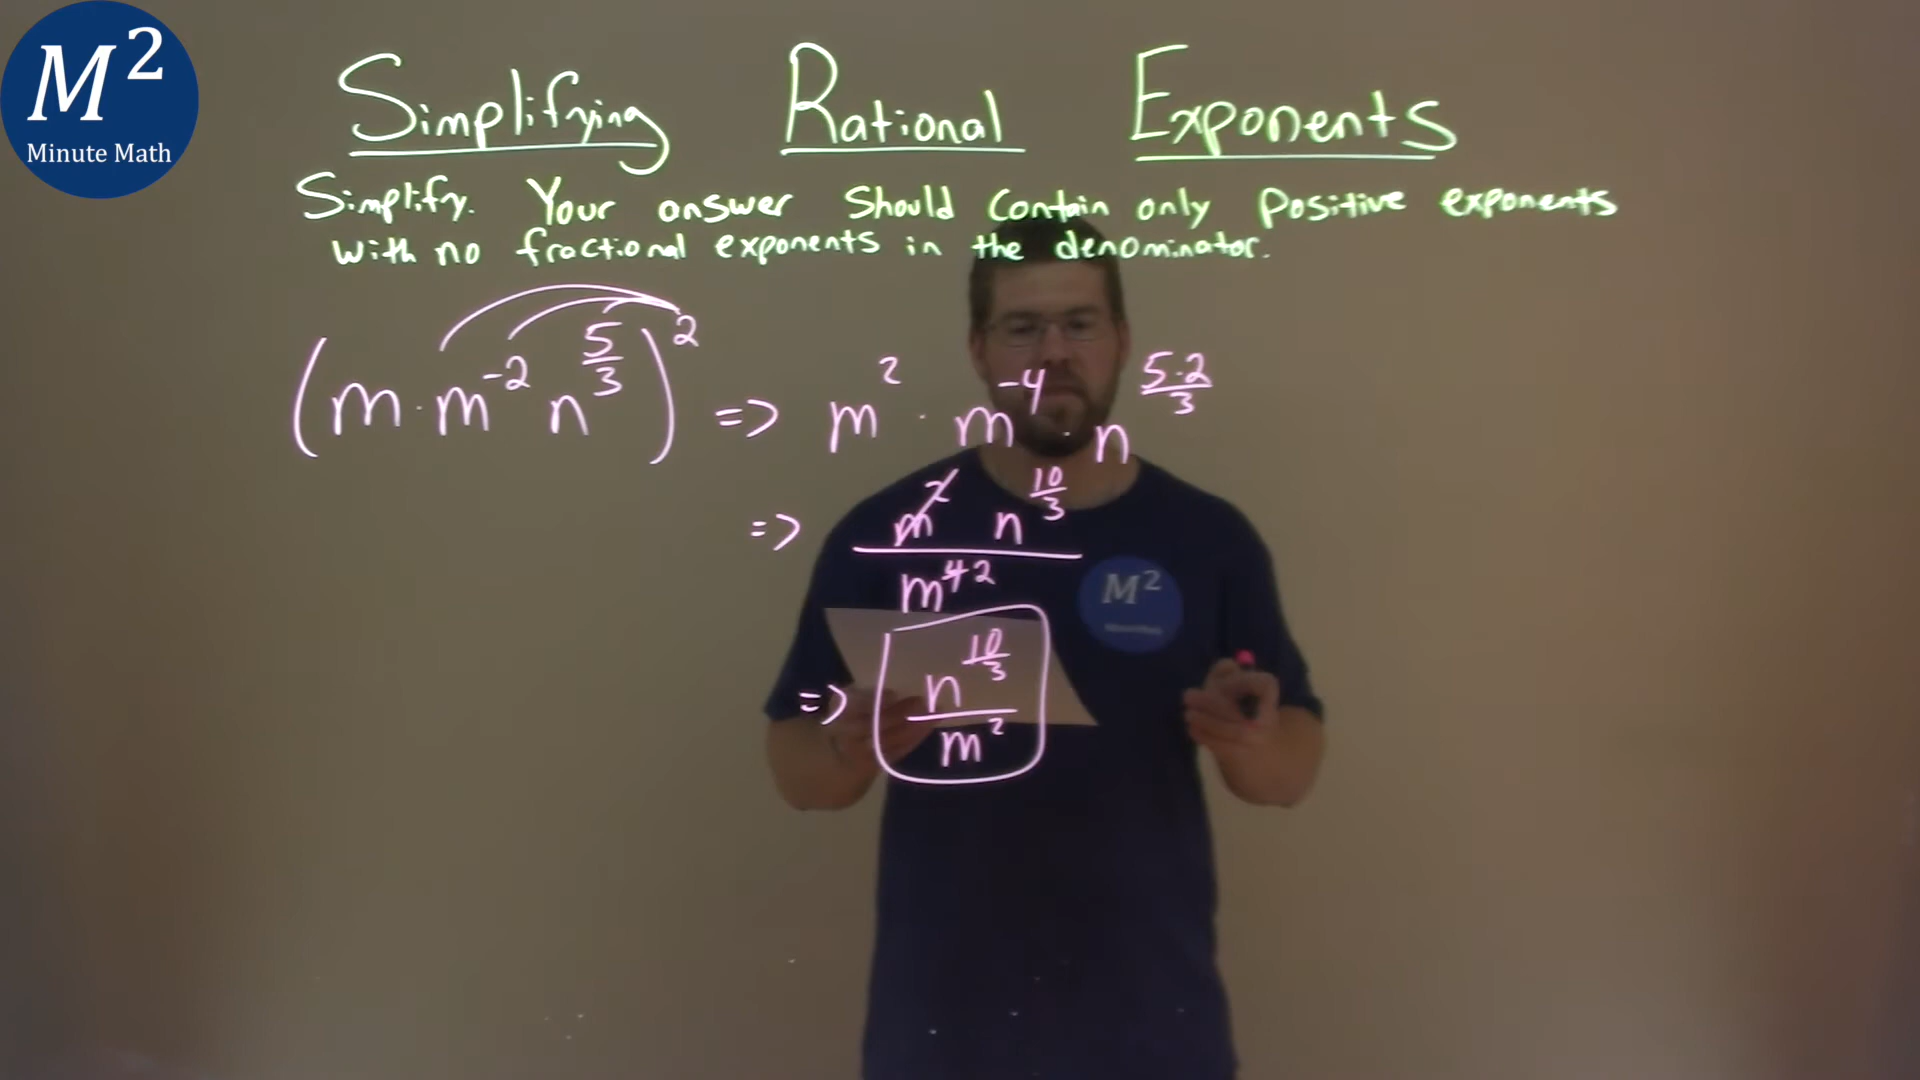 M²
Minute Math
Simplifying Rational Exponents
Simplify. Your answer should contain only positive exponents
with no fractional exponents in the denominator.
(m · m^-2 n^(5/3))^2 => m^2 · m^-4 · n^(5·2/3)
=> m^2 n^(10/3) / m^4 2
M²
=> n^(10/3) / m^2